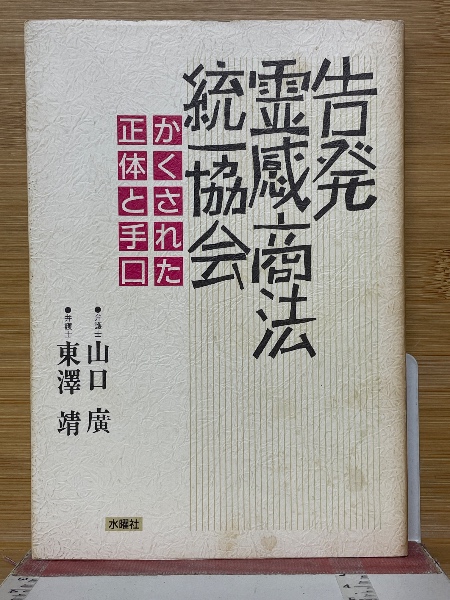 告発
霊感商法
統一協会
かくされた
正体と手口
●弁護士
山口 廣
●弁護士
東澤 靖
水曜社